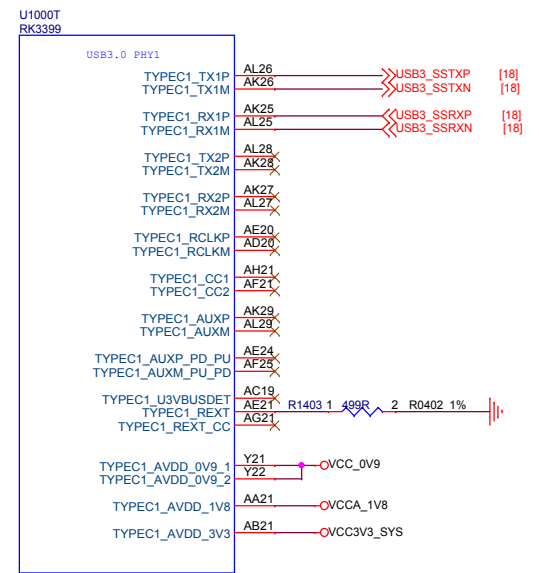 U1000T
RK3399
USB3.0 PHY1
TYPEC1_TX1P AL26 USB3_SSTXP [18]
TYPEC1_TX1M AK26 USB3_SSTXN [18]
TYPEC1_RX1P AK25 USB3_SSRXP [18]
TYPEC1_RX1M AL25 USB3_SSRXN [18]
TYPEC1_TX2P AL28
TYPEC1_TX2M AK28
TYPEC1_RX2P AK27
TYPEC1_RX2M AL27
TYPEC1_RCLKP AE20
TYPEC1_RCLKM AD20
TYPEC1_CC1 AH21
TYPEC1_CC2 AF21
TYPEC1_AUXP AK29
TYPEC1_AUXM AL29
TYPEC1_AUXP_PD_PU AE24
TYPEC1_AUXM_PU_PD AF25
TYPEC1_U3VBUSDET AC19
TYPEC1_REXT AE21 R1403 1 499R 2 R0402 1%
TYPEC1_REXT_CC AG21
TYPEC1_AVDD_0V9_1 Y21 VCC_0V9
TYPEC1_AVDD_0V9_2 Y22
TYPEC1_AVDD_1V8 AA21 VCCA_1V8
TYPEC1_AVDD_3V3 AB21 VCC3V3_SYS